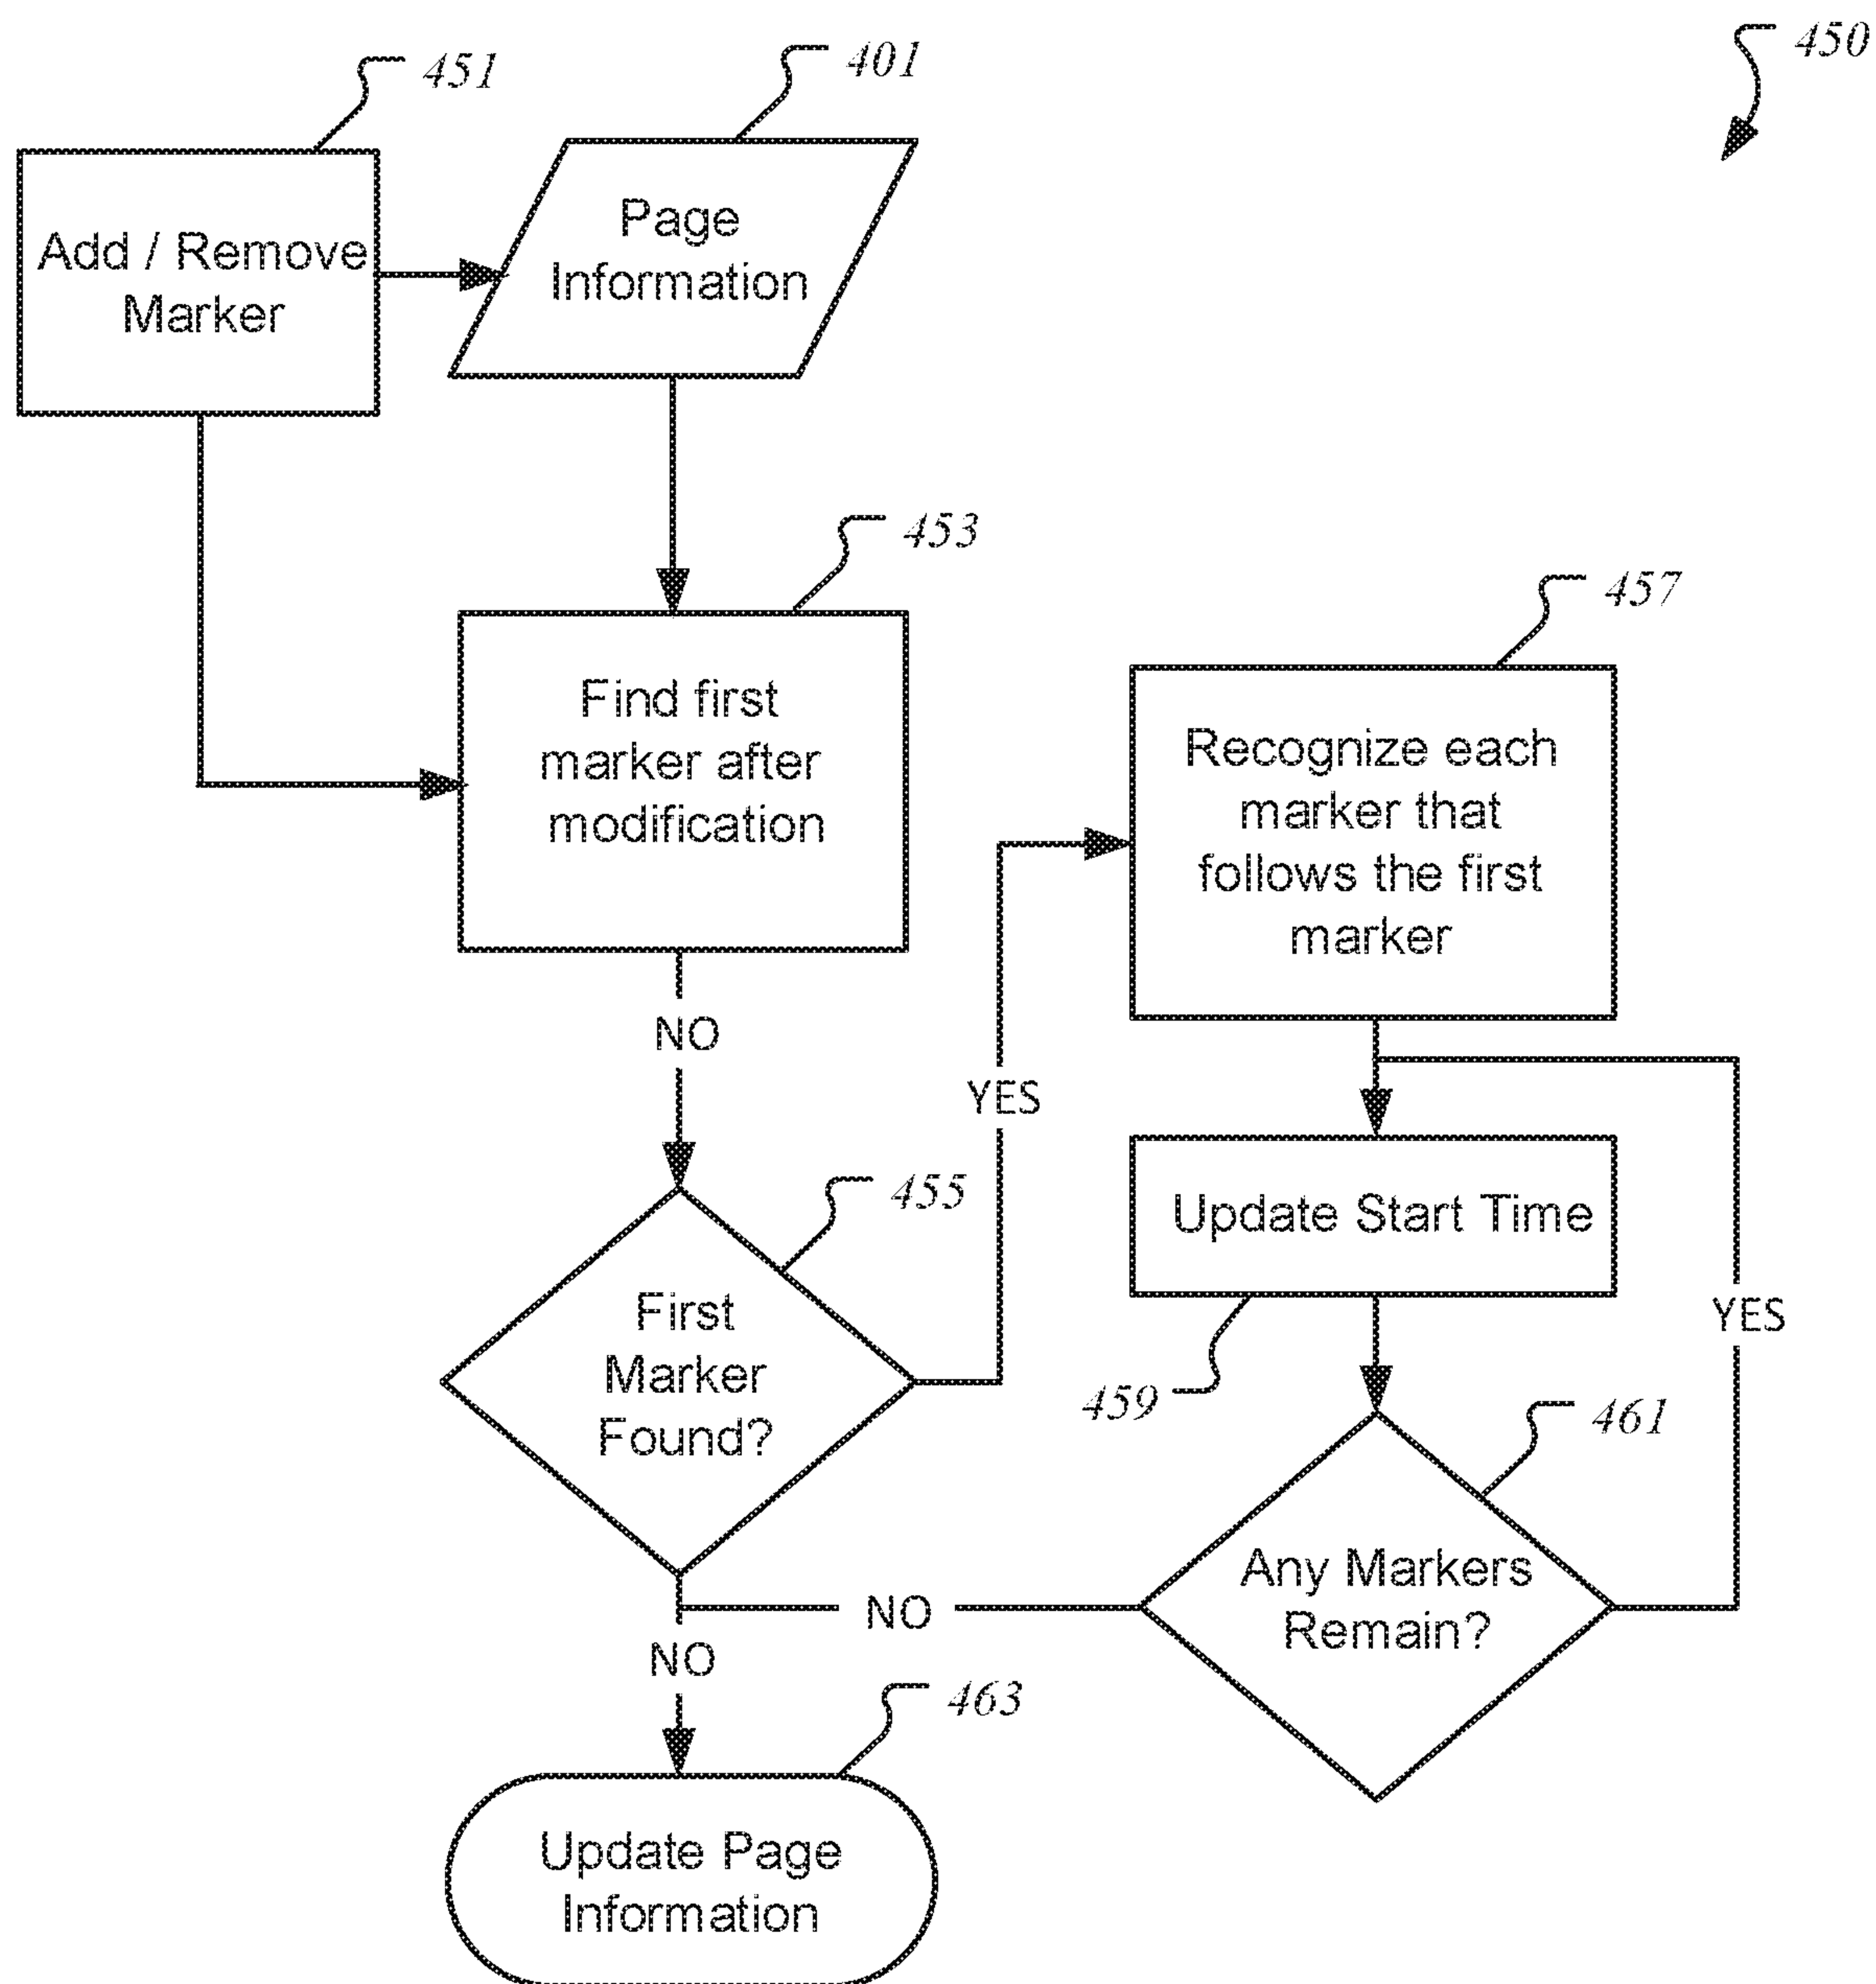 450
451
401
Add / Remove
Marker
Page
Information
453
Find first
marker after
modification
457
Recognize each
marker that
follows the first
marker
NO
YES
455
First
Marker
Found?
Update Start Time
459
YES
461
Any Markers
Remain?
NO
NO
463
Update Page
Information